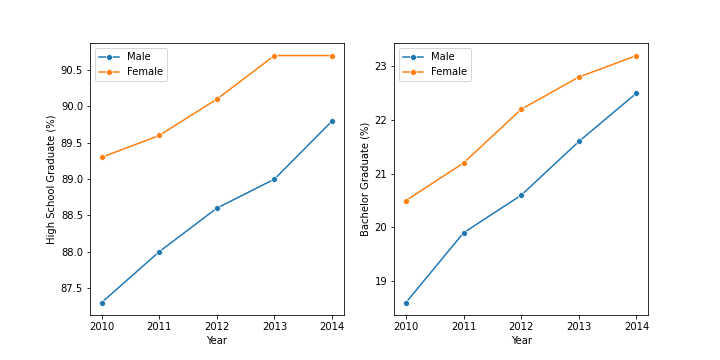 Male
Female
90.5
90.0
89.5
89.0
88.5
88.0
87.5
High School Graduate (%)
2010 2011 2012 2013 2014
Year
Male
Female
23
22
21
20
19
Bachelor Graduate (%)
2010 2011 2012 2013 2014
Year